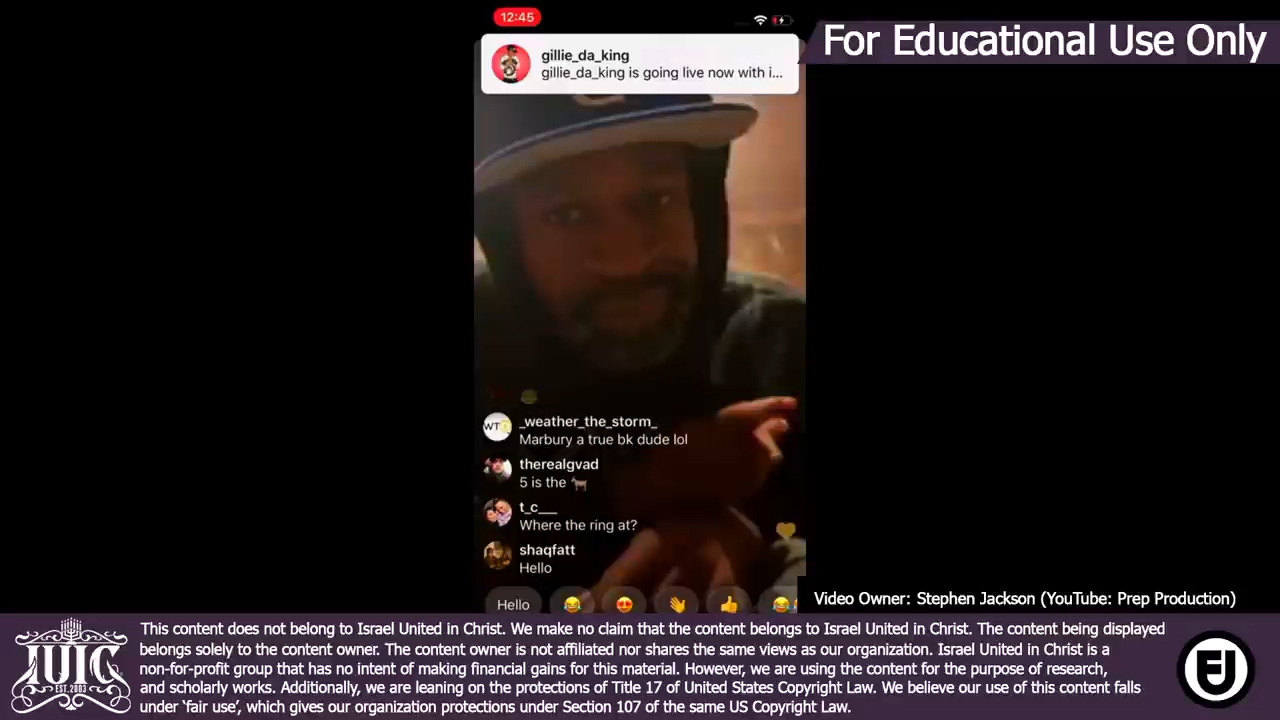 12:45
For Educational Use Only
gillie_da_king
gillie_da_king is going live now with i...
_weather_the_storm_
Marbury a true bk dude lol
therealgvad
5 is the 🐐
t_c___
Where the ring at?
shaqfatt
Hello
Hello
Video Owner: Stephen Jackson (YouTube: Prep Production)
This content does not belong to Israel United in Christ. We make no claim that the content belongs to Israel United in Christ. The content being displayed
belongs solely to the content owner. The content owner is not affiliated nor shares the same views as our organization. Israel United in Christ is a
non-for-profit group that has no intent of making financial gains for this material. However, we are using the content for the purpose of research,
and scholarly works. Additionally, we are leaning on the protections of Title 17 of United States Copyright Law. We believe our use of this content falls
under ‘fair use’, which gives our organization protections under Section 107 of the same US Copyright Law.
IUIC
EST.2003
WT